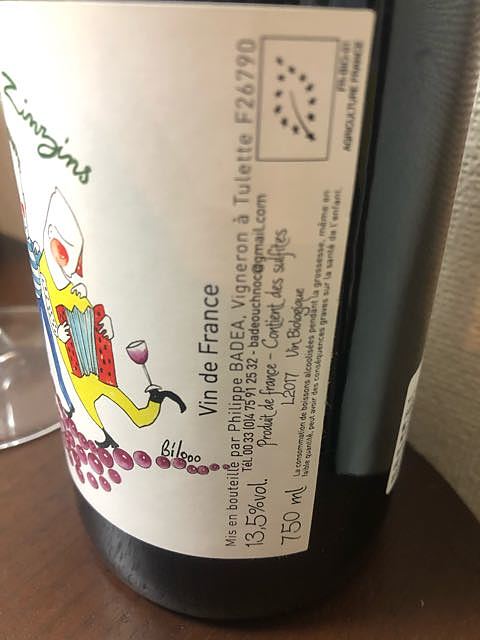 Zinzins
Biloo
Vin de France
Mis en bouteille par Philippe BADEA, Vigneron à Tulette F26790
Tél. 00 33 (0)4 75 91 25 32 - badeouchnoc@gmail.com
13,5%vol. Produit de France - Contient des sulfites
750 ml L2017 Vin Biologique
La consommation de boissons alcoolisées pendant la grossesse, même en
faible quantité, peut avoir des conséquences graves sur la santé de l'enfant.
FR-BIO-01
AGRICULTURE FRANCE